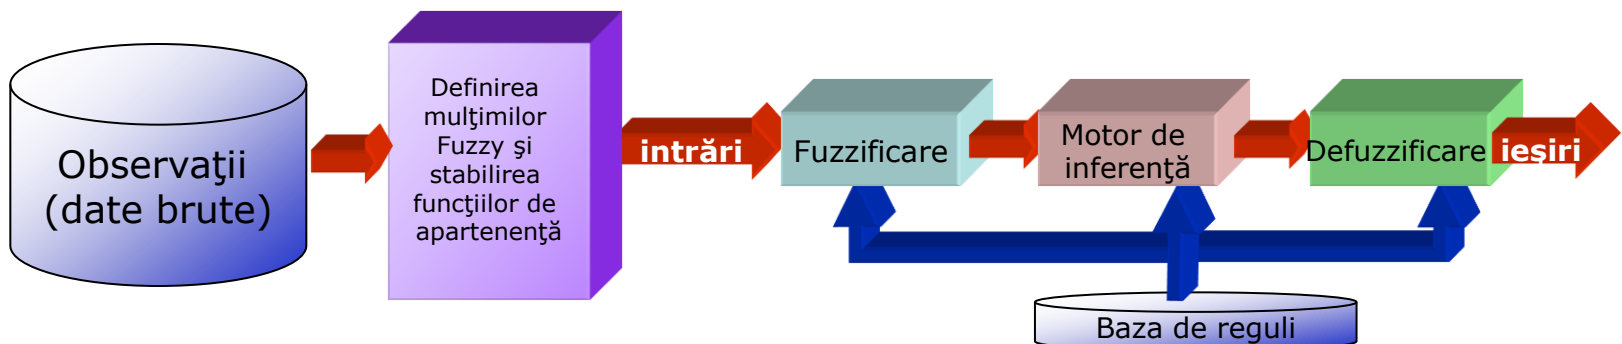 Observaţii
(date brute)
Definirea
mulţimilor
Fuzzy şi
stabilirea
funcţiilor de
apartenenţă
intrări
Fuzzificare
Motor de
inferenţă
Defuzzificare
ieşiri
Baza de reguli